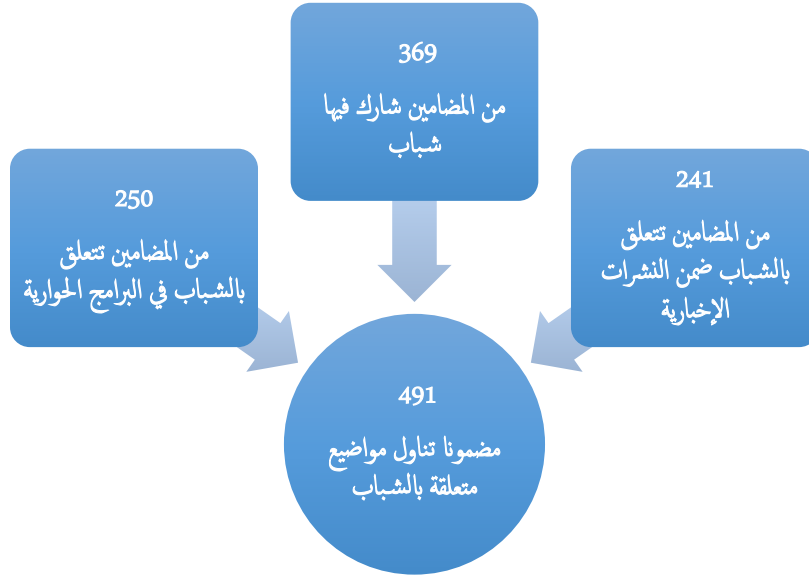 369
من المضامين شارك فيها
شباب
241
من المضامين تتعلق
بالشباب ضمن النشرات
الإخبارية
250
من المضامين تتعلق
بالشباب في البرامج الحوارية
491
مضمونا تناول مواضيع
متعلقة بالشباب